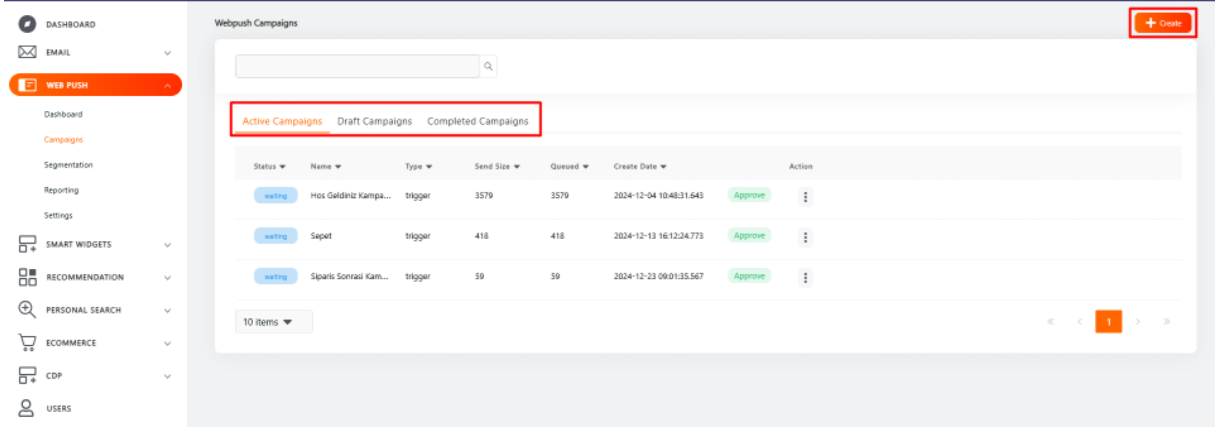 DASHBOARD
EMAIL
WEB PUSH
Dashboard
Campaigns
Segmentation
Reporting
Settings
SMART WIDGETS
RECOMMENDATION
PERSONAL SEARCH
ECOMMERCE
CDP
USERS
Webpush Campaigns
Create
Active Campaigns Draft Campaigns Completed Campaigns
Status Name Type Send Size Queued Create Date Action
waiting Hos Geldiniz Kampa... trigger 3579 3579 2024-12-04 10:48:31.643 Approve
waiting Sepet trigger 418 418 2024-12-13 16:12:24.773 Approve
waiting Siparis Sonrasi Kam... trigger 59 59 2024-12-23 09:01:35.567 Approve
10 items « < 1 > »